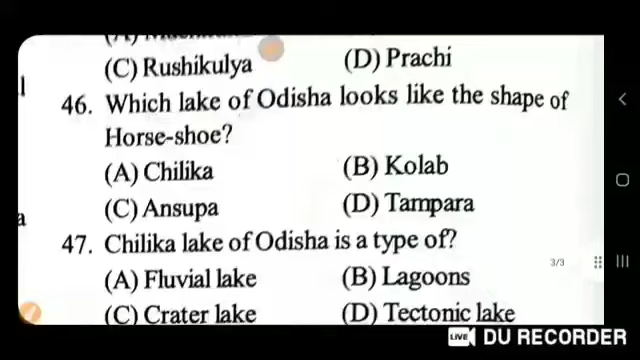 (C) Rushikulya (D) Prachi
46. Which lake of Odisha looks like the shape of
Horse-shoe?
(A) Chilika (B) Kolab
(C) Ansupa (D) Tampara
47. Chilika lake of Odisha is a type of?
(A) Fluvial lake (B) Lagoons
3/3
(C) Crater lake (D) Tectonic lake
LIVE DU RECORDER